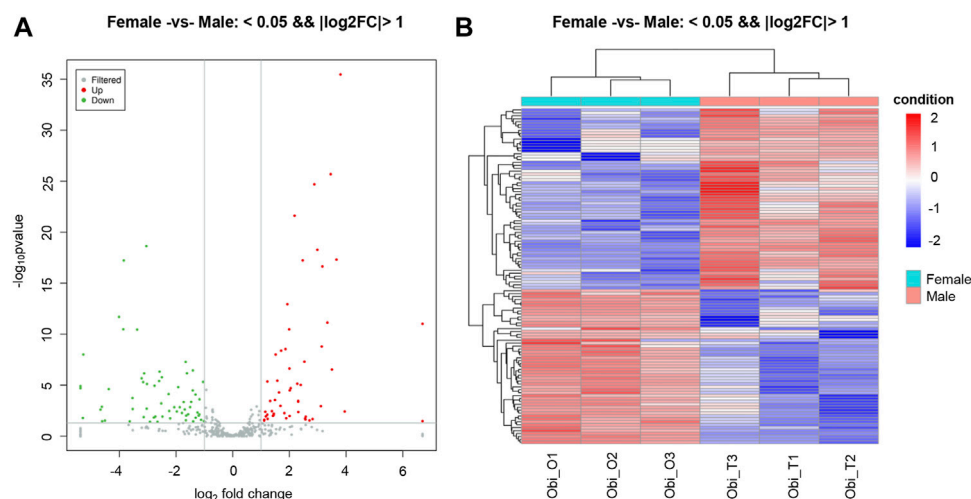 A
Female -vs- Male: < 0.05 && |log2FC|> 1
Filtered
Up
Down
35
30
25
20
15
10
5
0
-log10pvalue
-4
-2
0.0
2
4
6
log2 fold change
B
Female -vs- Male: < 0.05 && |log2FC|> 1
condition
2
1
0
-1
-2
Female
Male
Obi_O1
Obi_O2
Obi_O3
Obi_T3
Obi_T1
Obi_T2